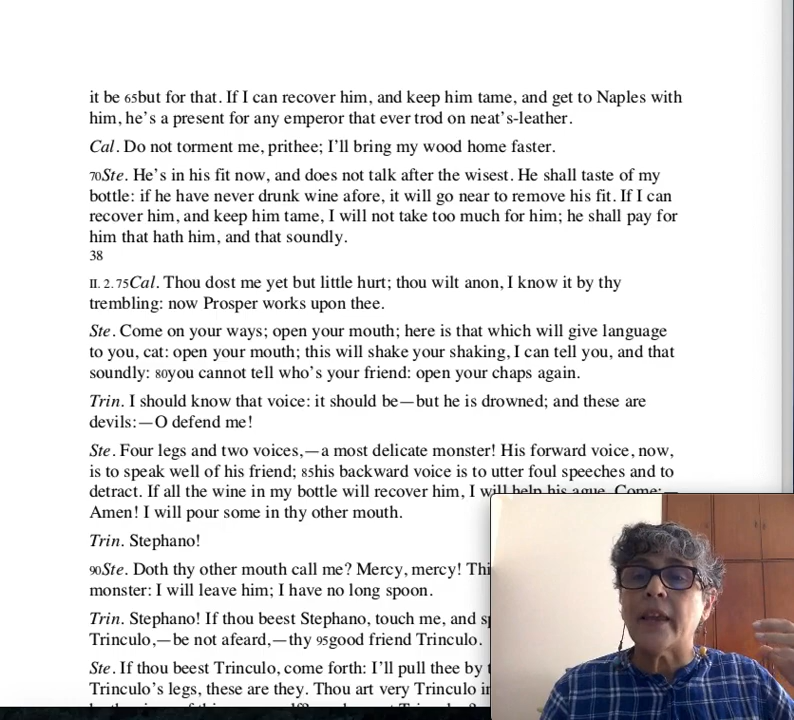 it be 65but for that. If I can recover him, and keep him tame, and get to Naples with
him, he’s a present for any emperor that ever trod on neat’s-leather.
Cal. Do not torment me, prithee; I’ll bring my wood home faster.
70Ste. He’s in his fit now, and does not talk after the wisest. He shall taste of my
bottle: if he have never drunk wine afore, it will go near to remove his fit. If I can
recover him, and keep him tame, I will not take too much for him; he shall pay for
him that hath him, and that soundly.
38
II. 2. 75Cal. Thou dost me yet but little hurt; thou wilt anon, I know it by thy
trembling: now Prosper works upon thee.
Ste. Come on your ways; open your mouth; here is that which will give language
to you, cat: open your mouth; this will shake your shaking, I can tell you, and that
soundly: 80you cannot tell who’s your friend: open your chaps again.
Trin. I should know that voice: it should be—but he is drowned; and these are
devils:—O defend me!
Ste. Four legs and two voices,—a most delicate monster! His forward voice, now,
is to speak well of his friend; 85his backward voice is to utter foul speeches and to
detract. If all the wine in my bottle will recover him, I will help his ague. Come:—
Amen! I will pour some in thy other mouth.
Trin. Stephano!
90Ste. Doth thy other mouth call me? Mercy, mercy!
monster: I will leave him; I have no long spoon.
Trin. Stephano! If thou beest Stephano, touch me, and
Trinculo,—be not afeard,—thy 95good friend Trinculo.
Ste. If thou beest Trinculo, come forth: I’ll pull thee by
Trinculo’s legs, these are they. Thou art very Trinculo